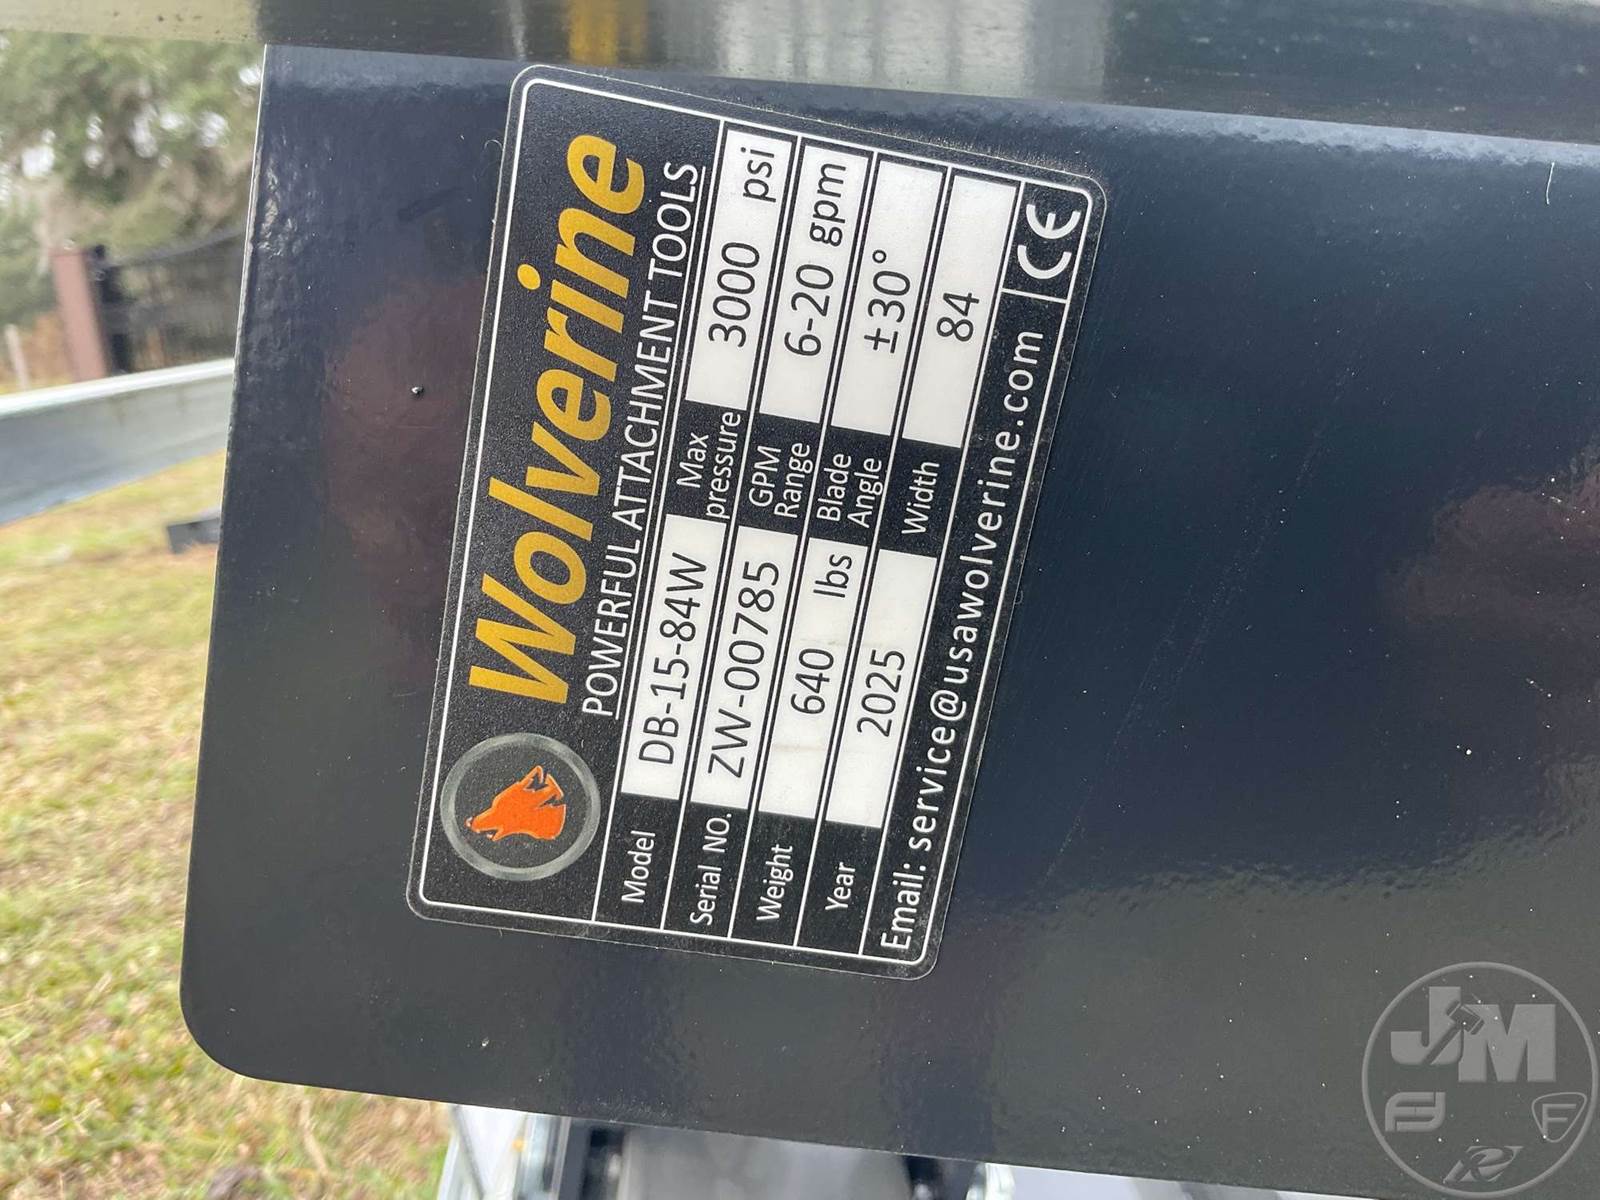 Wolverine
POWERFUL ATTACHMENT TOOLS
Model DB-15-84W Max pressure 3000 psi
Serial NO. ZW-00785 GPM Range 6-20 gpm
Weight 640 lbs Blade Angle ±30°
Year 2025 Width 84
Email: service@usawolverine.com CE
JM